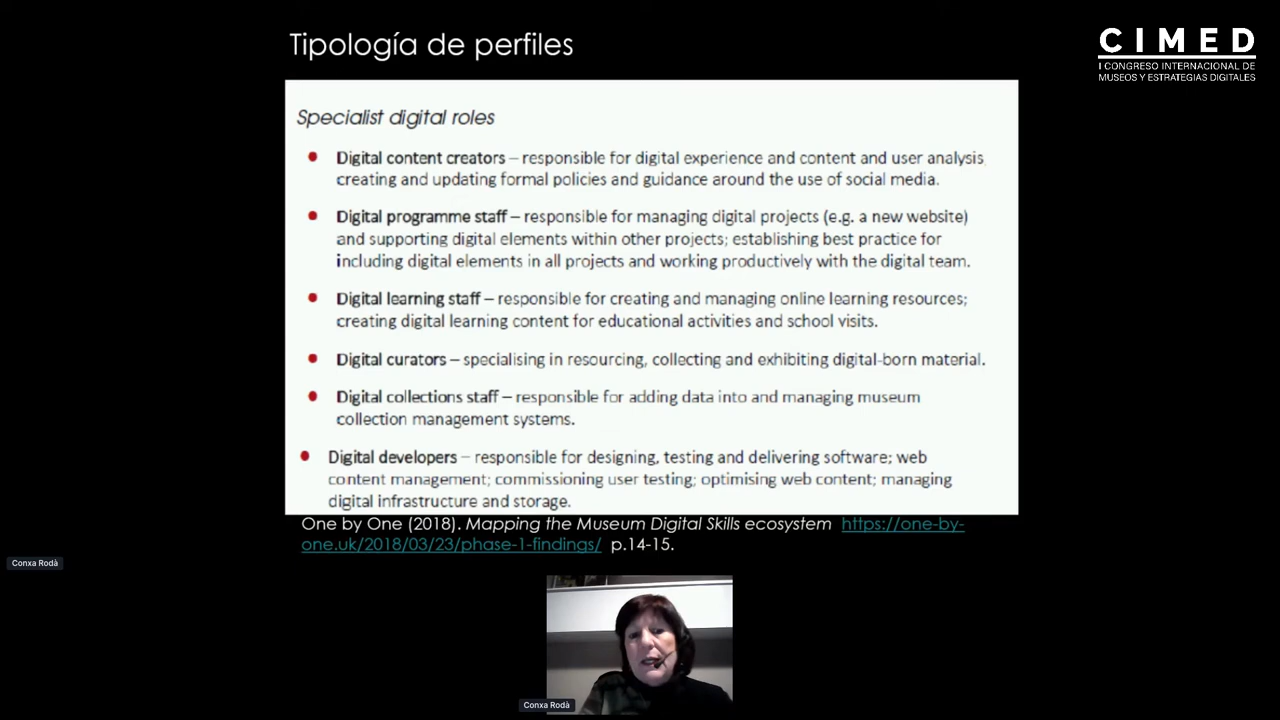 Tipología de perfiles
CIMED
I CONGRESO INTERNACIONAL DE
MUSEOS Y ESTRATEGIAS DIGITALES
Specialist digital roles
Digital content creators – responsible for digital experience and content and user analysis
creating and updating formal policies and guidance around the use of social media.
Digital programme staff – responsible for managing digital projects (e.g. a new website)
and supporting digital elements within other projects; establishing best practice for
including digital elements in all projects and working productively with the digital team.
Digital learning staff – responsible for creating and managing online learning resources;
creating digital learning content for educational activities and school visits.
Digital curators – specialising in resourcing, collecting and exhibiting digital-born material.
Digital collections staff – responsible for adding data into and managing museum
collection management systems.
Digital developers – responsible for designing, testing and delivering software; web
content management; commissioning user testing; optimising web content; managing
digital infrastructure and storage.
One by One (2018). Mapping the Museum Digital Skills ecosystem https://one-by-
one.uk/2018/03/23/phase-1-findings/ p.14-15.
Conxa Rodà
Conxa Rodà